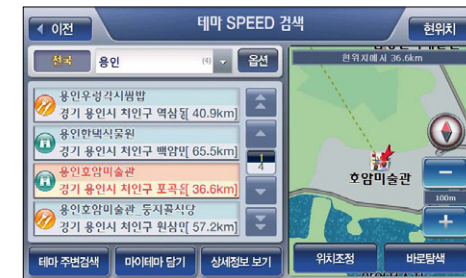 이전
테마 SPEED 검색
현위치
전국
용인
(4)
옵션
용인우렁각시쌈밥
경기 용인시 처인구 역삼동[ 40.9km]
용인한택식물원
경기 용인시 처인구 백암면[ 65.5km]
용인호암미술관
경기 용인시 처인구 포곡읍[ 36.6km]
용인호암미술관_둥지골식당
경기 용인시 처인구 원삼면[ 57.2km]
1
4
테마 주변검색
마이테마 담기
상세정보 보기
현위치에서 36.6km
호암미술관
100m
위치조정
바로탐색